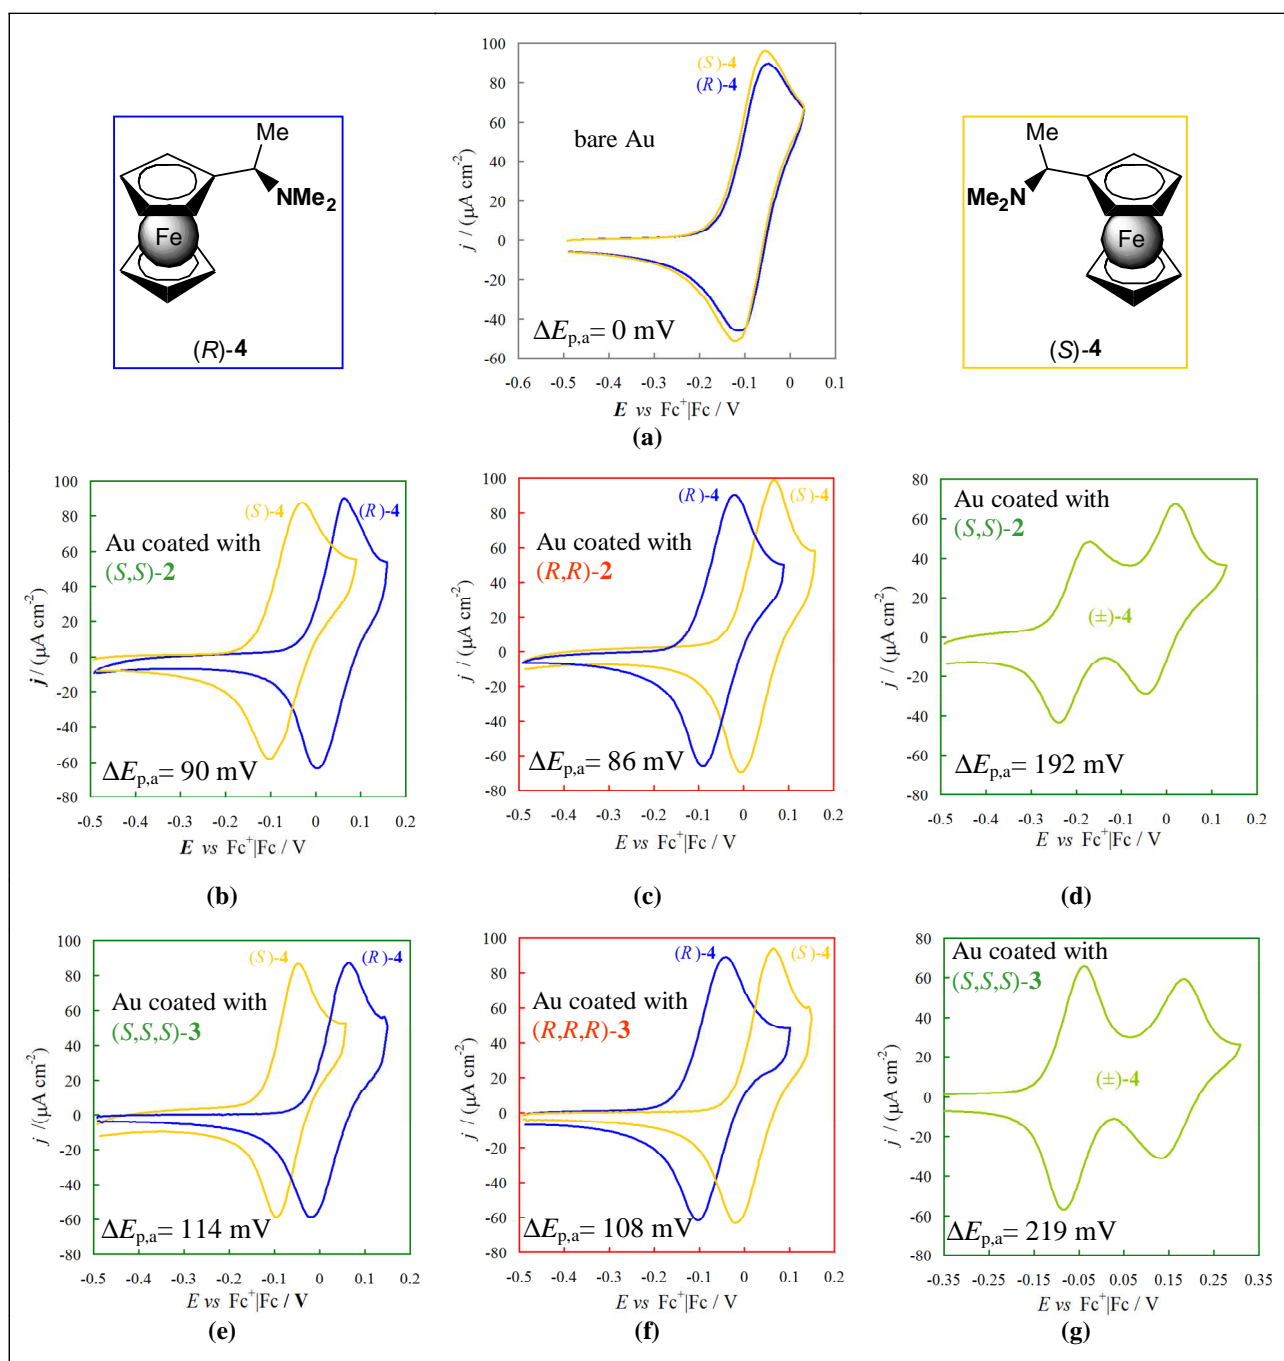 Me
NMe2
Fe
(R)-4
100
80
60
40
20
0
-20
-40
-60
j / (μA cm-2)
(S)-4
(R)-4
bare Au
ΔEp,a= 0 mV
-0.6 -0.5 -0.4 -0.3 -0.2 -0.1 0 0.1
E vs Fc+|Fc / V
(a)
Me
Me2N
Fe
(S)-4
100
80
60
40
20
0
-20
-40
-60
-80
j / (μA cm-2)
(S)-4
(R)-4
Au coated with
(S,S)-2
ΔEp,a= 90 mV
-0.5 -0.4 -0.3 -0.2 -0.1 0 0.1 0.2
E vs Fc+|Fc / V
(b)
100
80
60
40
20
0
-20
-40
-60
-80
j / (μA cm-2)
(R)-4
(S)-4
Au coated with
(R,R)-2
ΔEp,a= 86 mV
-0.5 -0.4 -0.3 -0.2 -0.1 0 0.1 0.2
E vs Fc+|Fc / V
(c)
80
60
40
20
0
-20
-40
-60
-80
j / (μA cm-2)
Au coated with
(S,S)-2
(±)-4
ΔEp,a= 192 mV
-0.5 -0.4 -0.3 -0.2 -0.1 0 0.1 0.2
E vs Fc+|Fc / V
(d)
100
80
60
40
20
0
-20
-40
-60
-80
j /(μA cm-2)
(S)-4
(R)-4
Au coated with
(S,S,S)-3
ΔEp,a= 114 mV
-0.5 -0.4 -0.3 -0.2 -0.1 0 0.1 0.2
E vs Fc+|Fc / V
(e)
100
80
60
40
20
0
-20
-40
-60
-80
j / (μA cm-2)
(R)-4
(S)-4
Au coated with
(R,R,R)-3
ΔEp,a= 108 mV
-0.5 -0.4 -0.3 -0.2 -0.1 0 0.1 0.2
E vs Fc+|Fc / V
(f)
80
60
40
20
0
-20
-40
-60
-80
j / (μA cm-2)
Au coated with
(S,S,S)-3
(±)-4
ΔEp,a= 219 mV
-0.35 -0.25 -0.15 -0.05 0.05 0.15 0.25 0.35
E vs Fc+|Fc / V
(g)